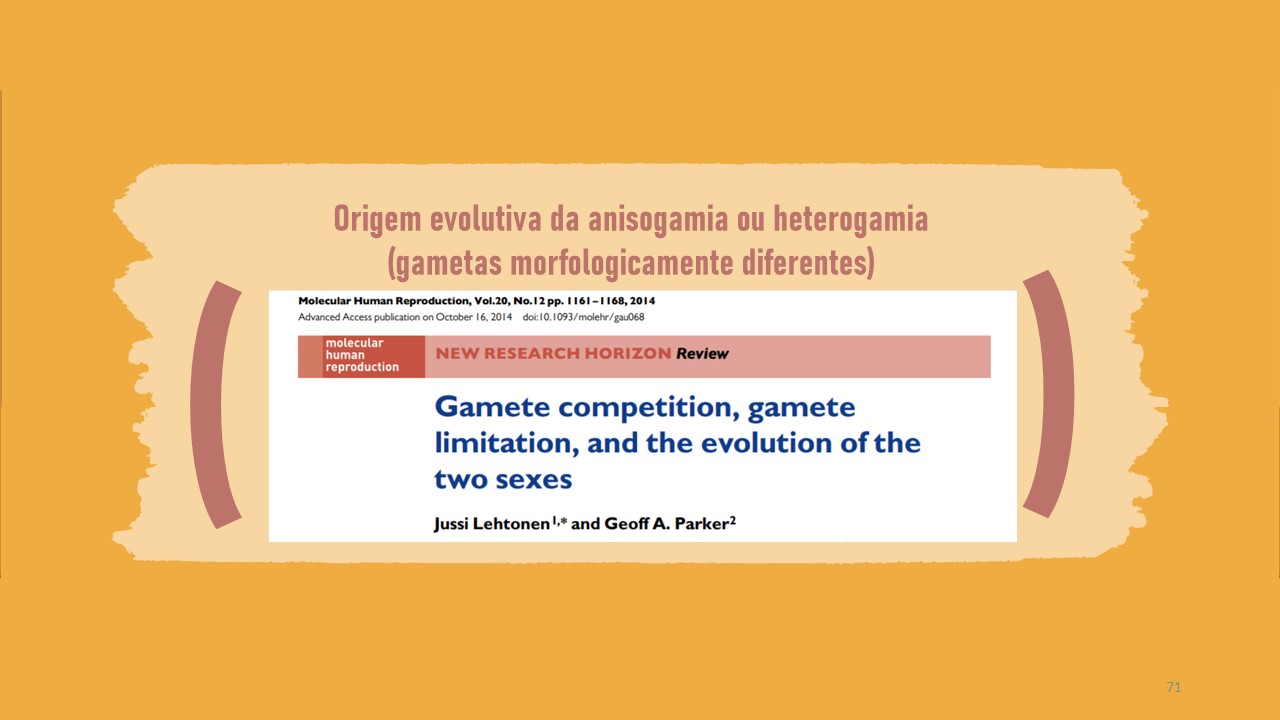 Origem evolutiva da anisogamia ou heterogamia
(gametas morfologicamente diferentes)
Molecular Human Reproduction, Vol.20, No.12 pp. 1161–1168, 2014
Advanced Access publication on October 16, 2014 doi:10.1093/molehr/gau068
molecular
human
reproduction
NEW RESEARCH HORIZON Review
Gamete competition, gamete
limitation, and the evolution of the
two sexes
Jussi Lehtonen1,* and Geoff A. Parker2
71